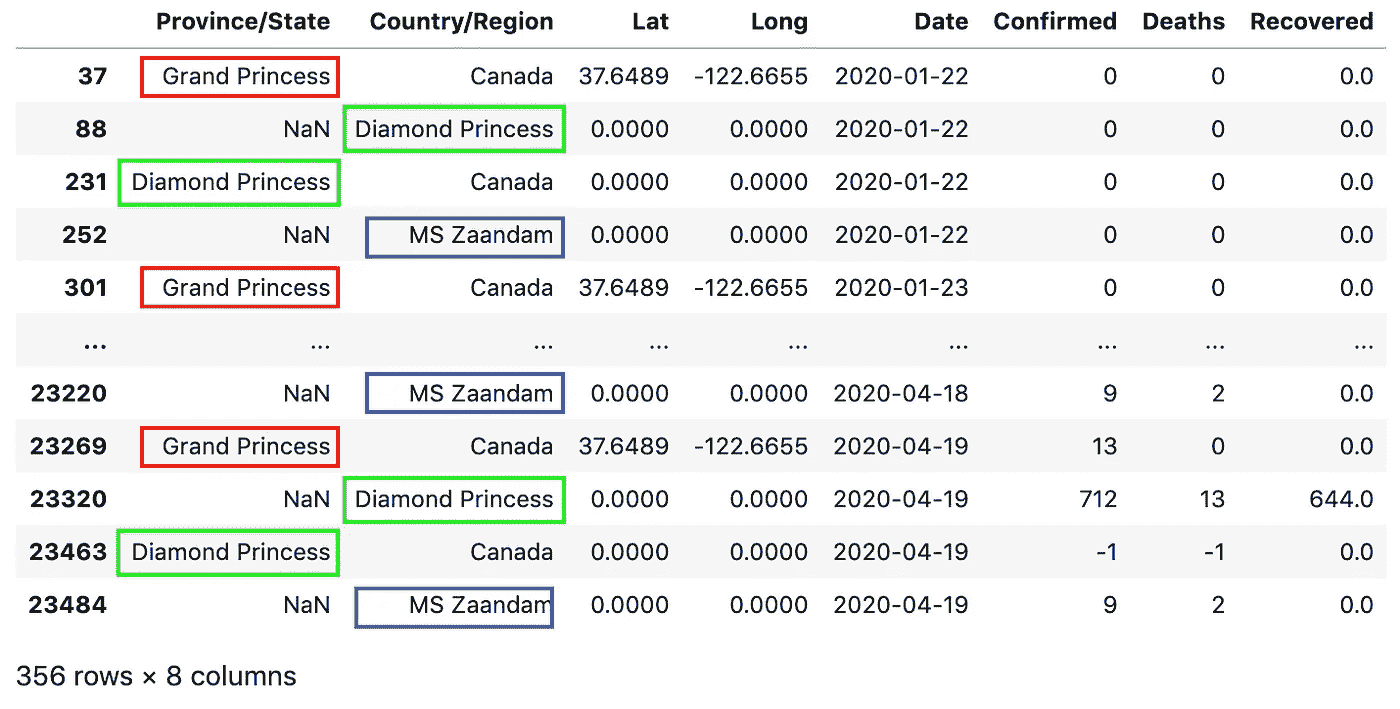 Province/State Country/Region Lat Long Date Confirmed Deaths Recovered
37 Grand Princess Canada 37.6489 -122.6655 2020-01-22 0 0 0.0
88 NaN Diamond Princess 0.0000 0.0000 2020-01-22 0 0 0.0
231 Diamond Princess Canada 0.0000 0.0000 2020-01-22 0 0 0.0
252 NaN MS Zaandam 0.0000 0.0000 2020-01-22 0 0 0.0
301 Grand Princess Canada 37.6489 -122.6655 2020-01-23 0 0 0.0
... ... ... ... ... ... ... ... ...
23220 NaN MS Zaandam 0.0000 0.0000 2020-04-18 9 2 0.0
23269 Grand Princess Canada 37.6489 -122.6655 2020-04-19 13 0 0.0
23320 NaN Diamond Princess 0.0000 0.0000 2020-04-19 712 13 644.0
23463 Diamond Princess Canada 0.0000 0.0000 2020-04-19 -1 -1 0.0
23484 NaN MS Zaandam 0.0000 0.0000 2020-04-19 9 2 0.0
356 rows × 8 columns